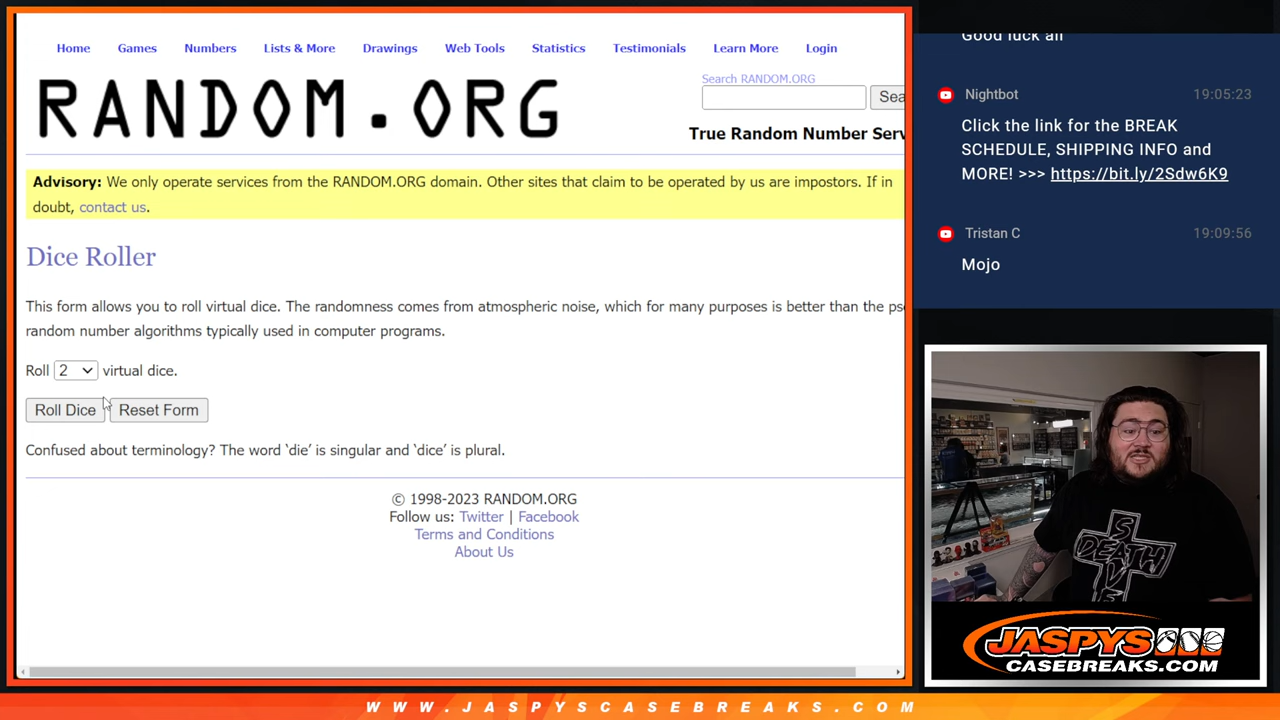 Home Games Numbers Lists & More Drawings Web Tools Statistics Testimonials Learn More Login
RANDOM.ORG
Search RANDOM.ORG
Sea
True Random Number Serv
Advisory: We only operate services from the RANDOM.ORG domain. Other sites that claim to be operated by us are impostors. If in
doubt, contact us.
Dice Roller
This form allows you to roll virtual dice. The randomness comes from atmospheric noise, which for many purposes is better than the pse
random number algorithms typically used in computer programs.
Roll 2 virtual dice.
Roll Dice Reset Form
Confused about terminology? The word ‘die’ is singular and ‘dice’ is plural.
© 1998-2023 RANDOM.ORG
Follow us: Twitter | Facebook
Terms and Conditions
About Us
Good luck all
Nightbot 19:05:23
Click the link for the BREAK
SCHEDULE, SHIPPING INFO and
MORE! >>> https://bit.ly/2Sdw6K9
Tristan C 19:09:56
Mojo
DEATH
SAVES
JASPYS
CASEBREAKS.COM
WWW.JASPYSCASEBREAKS.COM